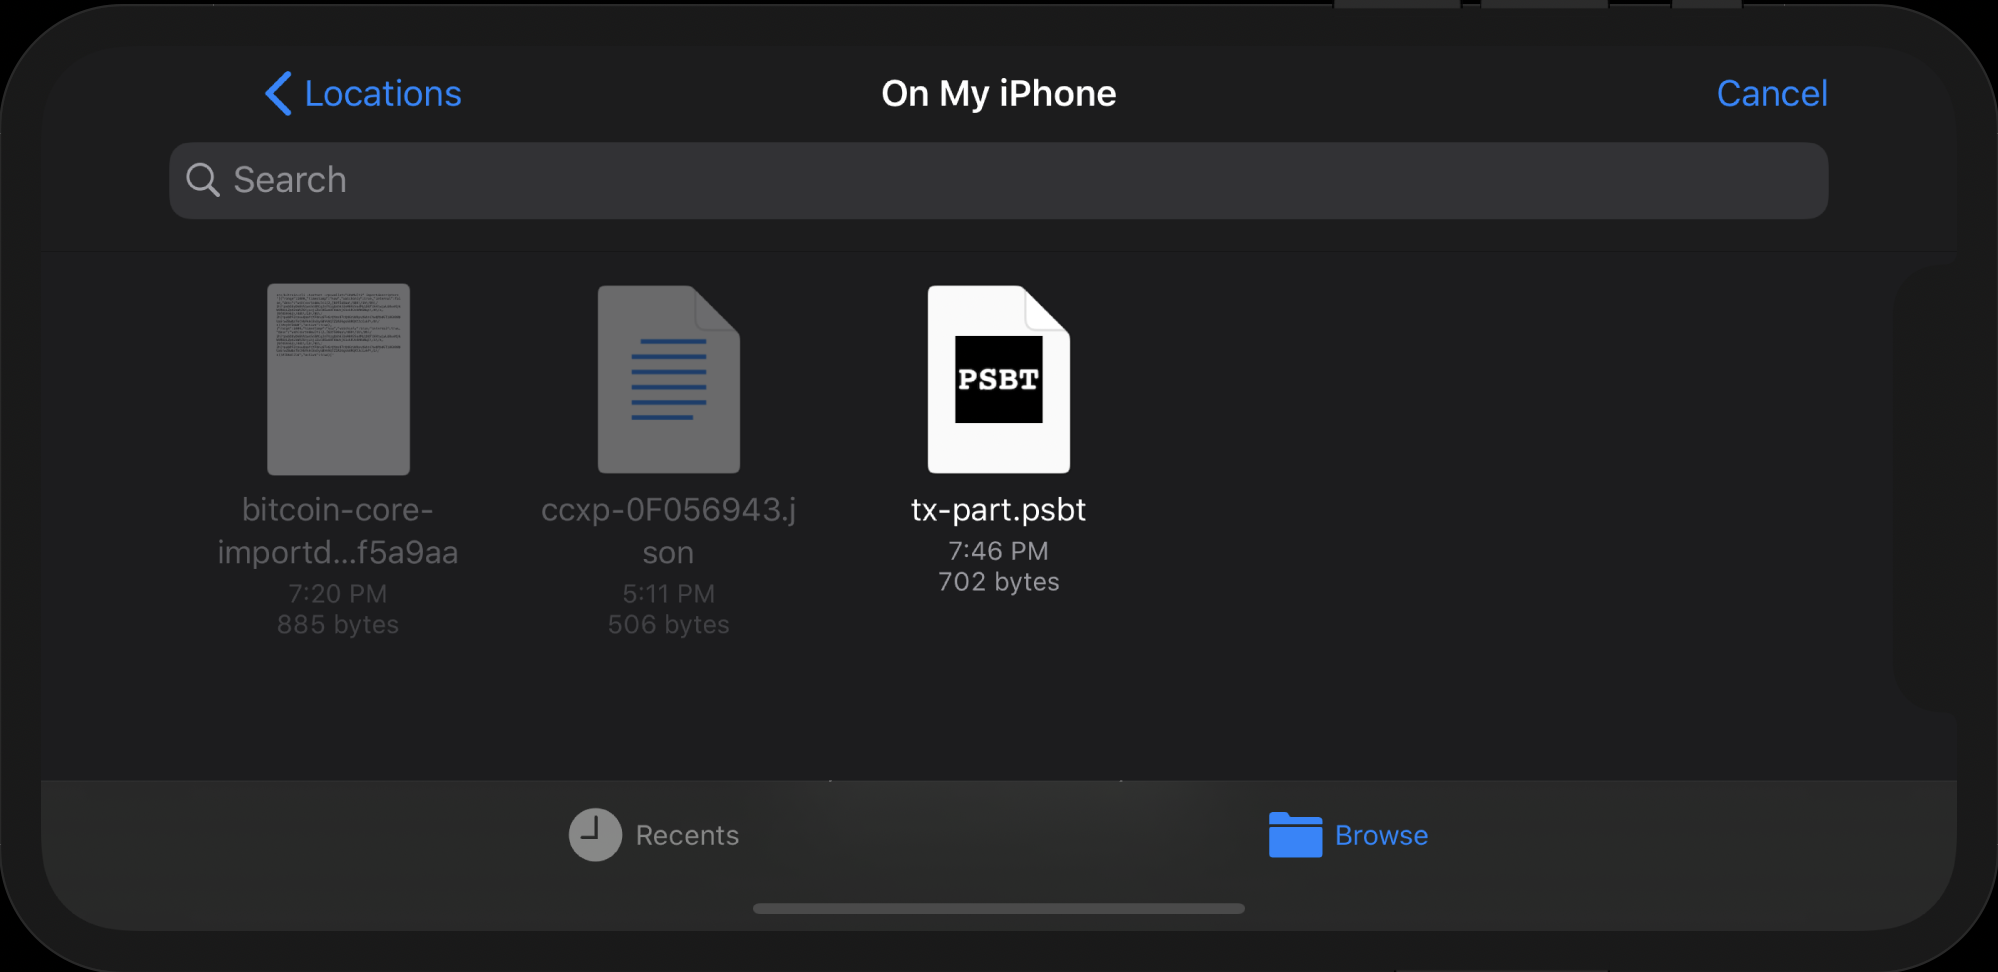 Locations
On My iPhone
Cancel
Search
bitcoin-core-
importd...f5a9aa
7:20 PM
885 bytes
ccxp-0F056943.j
son
5:11 PM
506 bytes
PSBT
tx-part.psbt
7:46 PM
702 bytes
Recents
Browse